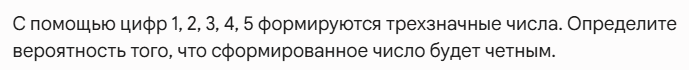 С помощью цифр 1, 2, 3, 4, 5 формируются трехзначные числа. Определите
вероятность того, что сформированное число будет четным.